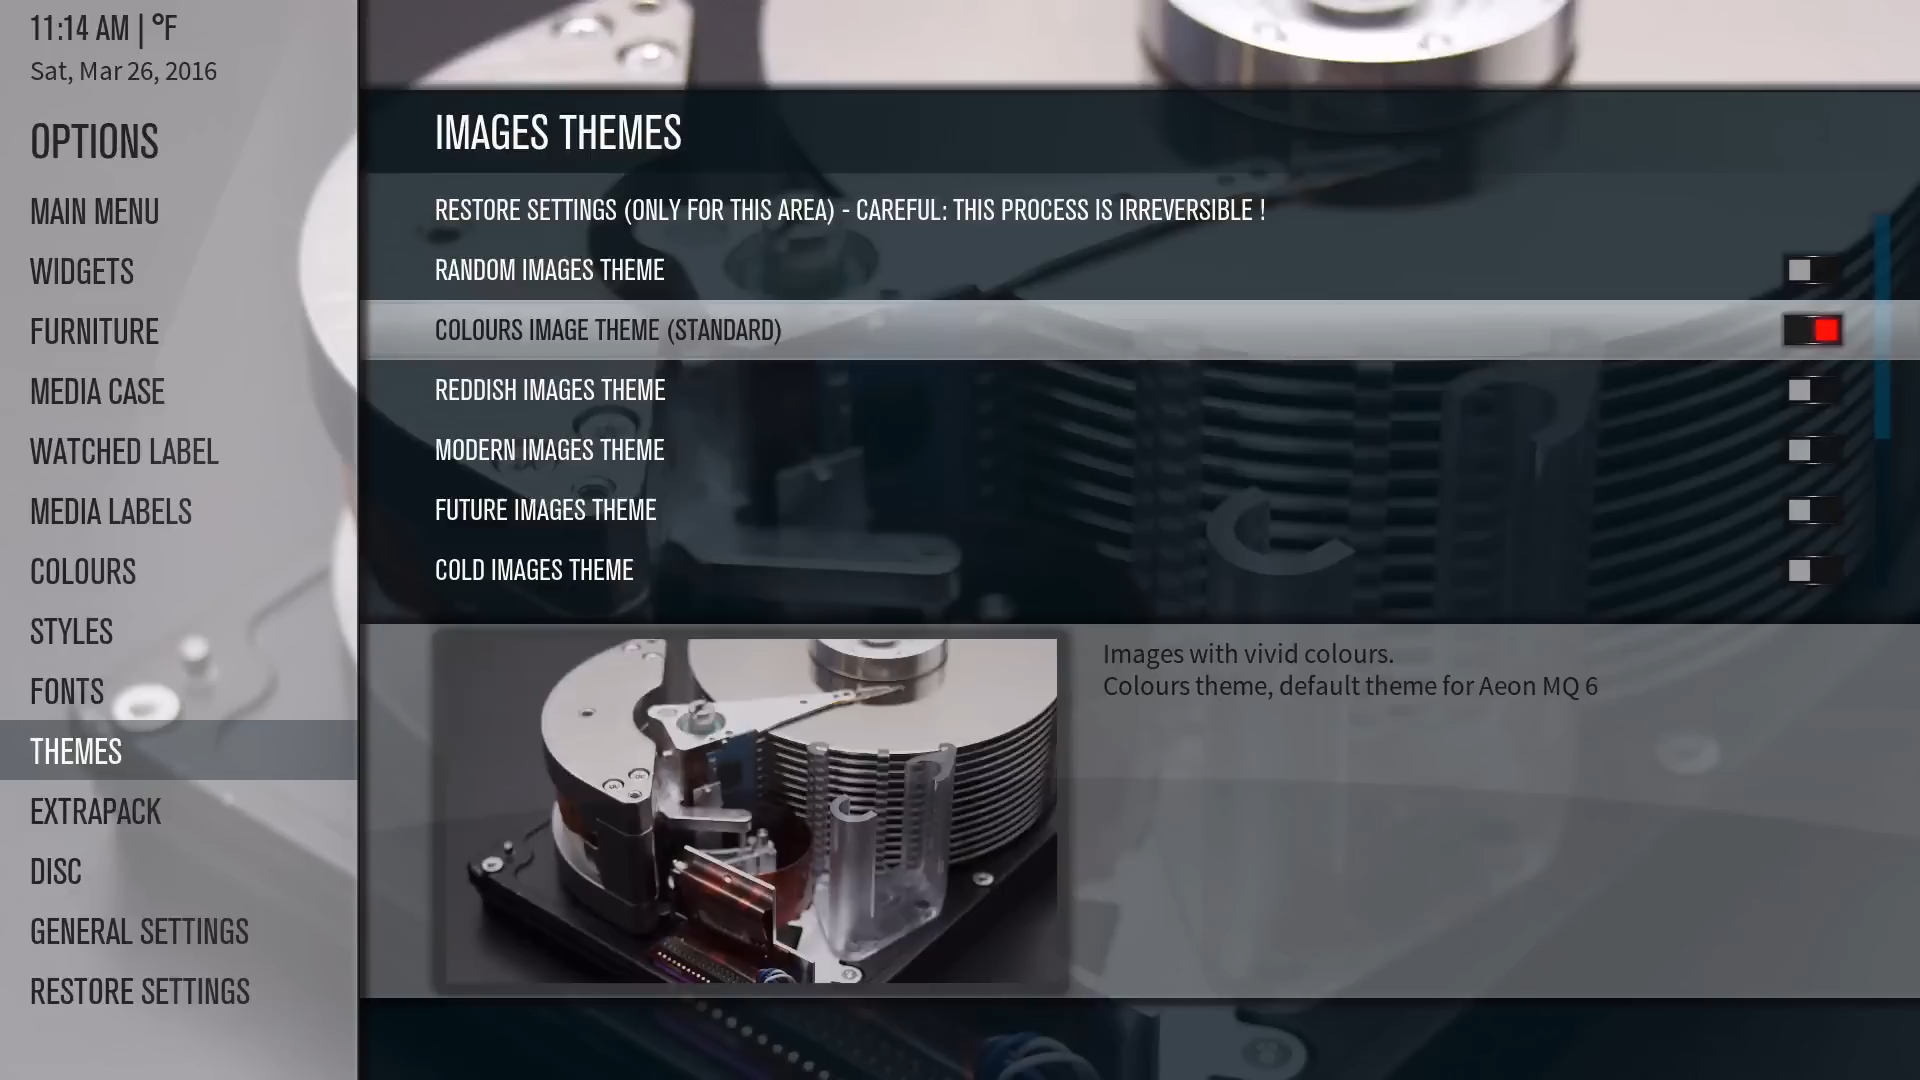 11:14 AM | °F
Sat, Mar 26, 2016
OPTIONS
MAIN MENU
WIDGETS
FURNITURE
MEDIA CASE
WATCHED LABEL
MEDIA LABELS
COLOURS
STYLES
FONTS
THEMES
EXTRAPACK
DISC
GENERAL SETTINGS
RESTORE SETTINGS
IMAGES THEMES
RESTORE SETTINGS (ONLY FOR THIS AREA) - CAREFUL: THIS PROCESS IS IRREVERSIBLE !
RANDOM IMAGES THEME
COLOURS IMAGE THEME (STANDARD)
REDDISH IMAGES THEME
MODERN IMAGES THEME
FUTURE IMAGES THEME
COLD IMAGES THEME
Images with vivid colours.
Colours theme, default theme for Aeon MQ 6